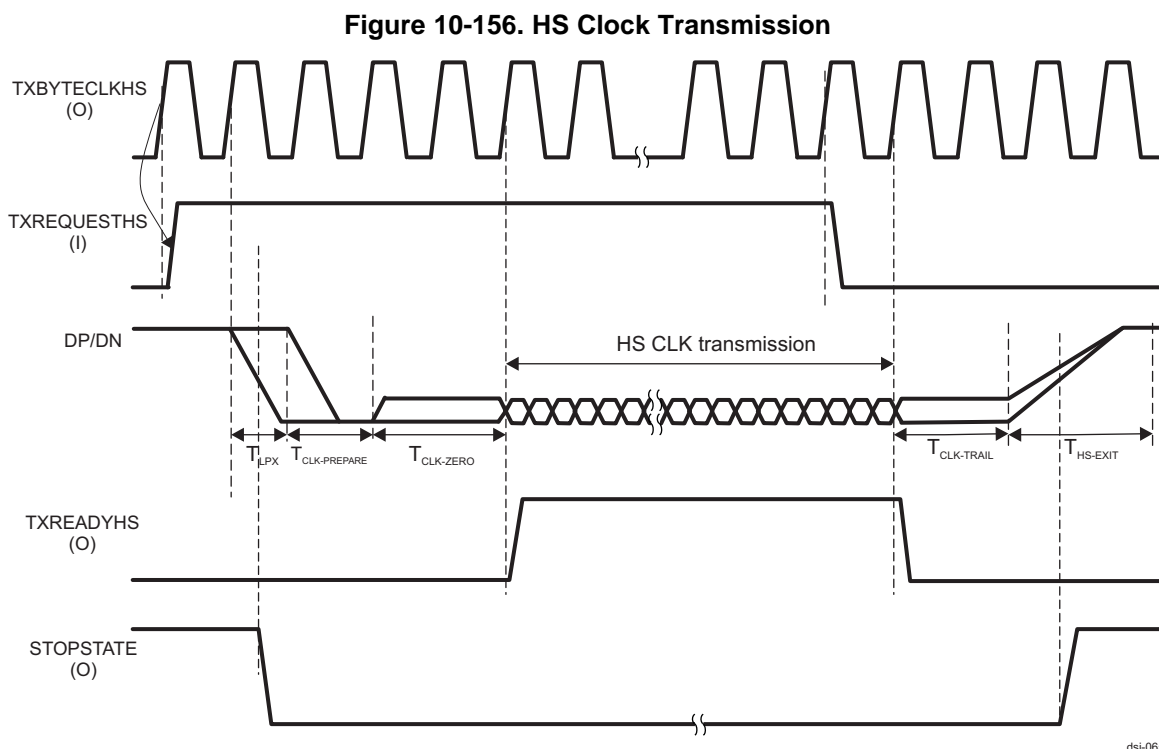 Figure 10-156. HS Clock Transmission
TXBYTECLKHS
(O)
TXREQUESTHS
(I)
DP/DN
HS CLK transmission
TLPX
TCLK-PREPARE
TCLK-ZERO
TCLK-TRAIL
THS-EXIT
TXREADYHS
(O)
STOPSTATE
(O)